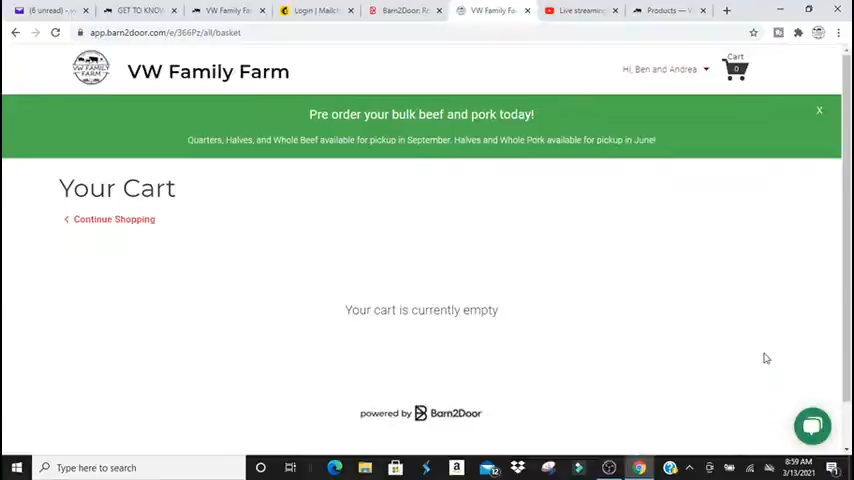 (6 unread) -
GET TO KNOW
VW Family Fa
Login | Mailch
Barn2Door: R
VW Family Fa
Live streaming
Products — V
app.barn2door.com/e/366Pz/all/basket
VW Family Farm
Hi, Ben and Andrea
Cart
0
Pre order your bulk beef and pork today!
X
Quarters, Halves, and Whole Beef available for pickup in September. Halves and Whole Pork available for pickup in June!
Your Cart
< Continue Shopping
Your cart is currently empty
powered by Barn2Door
Type here to search
8:59 AM
3/13/2021